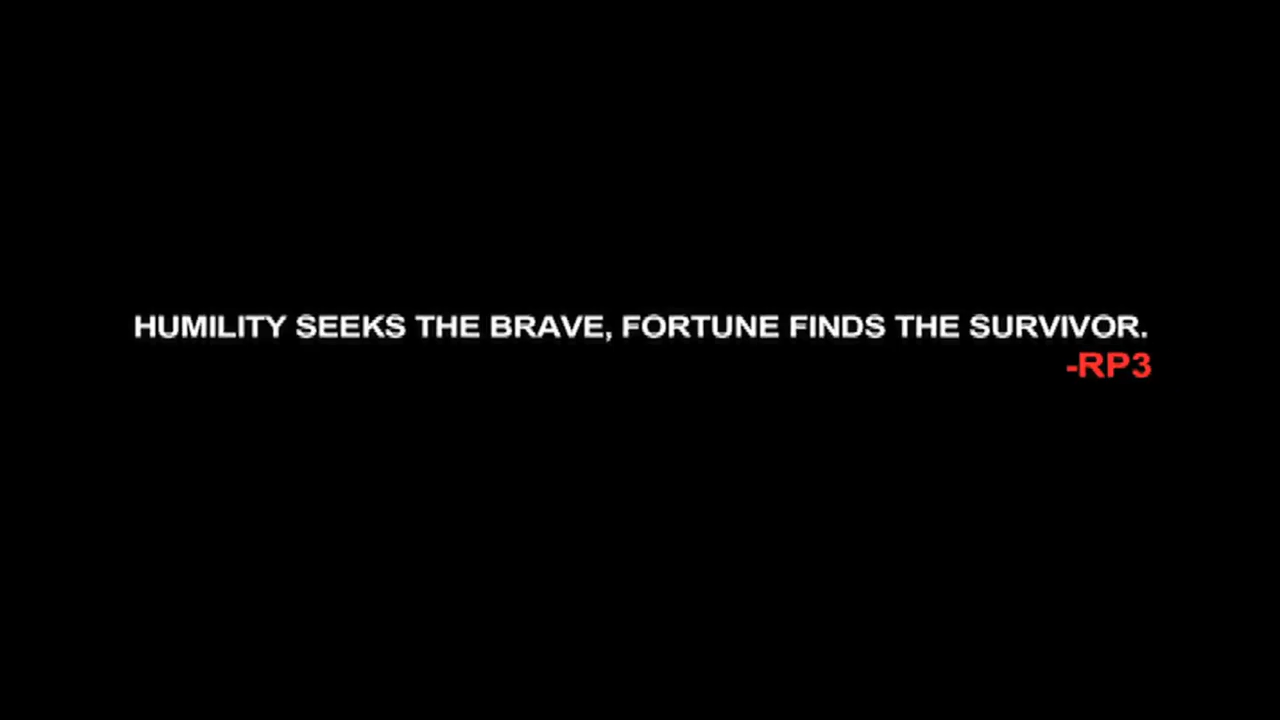 HUMILITY SEEKS THE BRAVE, FORTUNE FINDS THE SURVIVOR.
-RP3